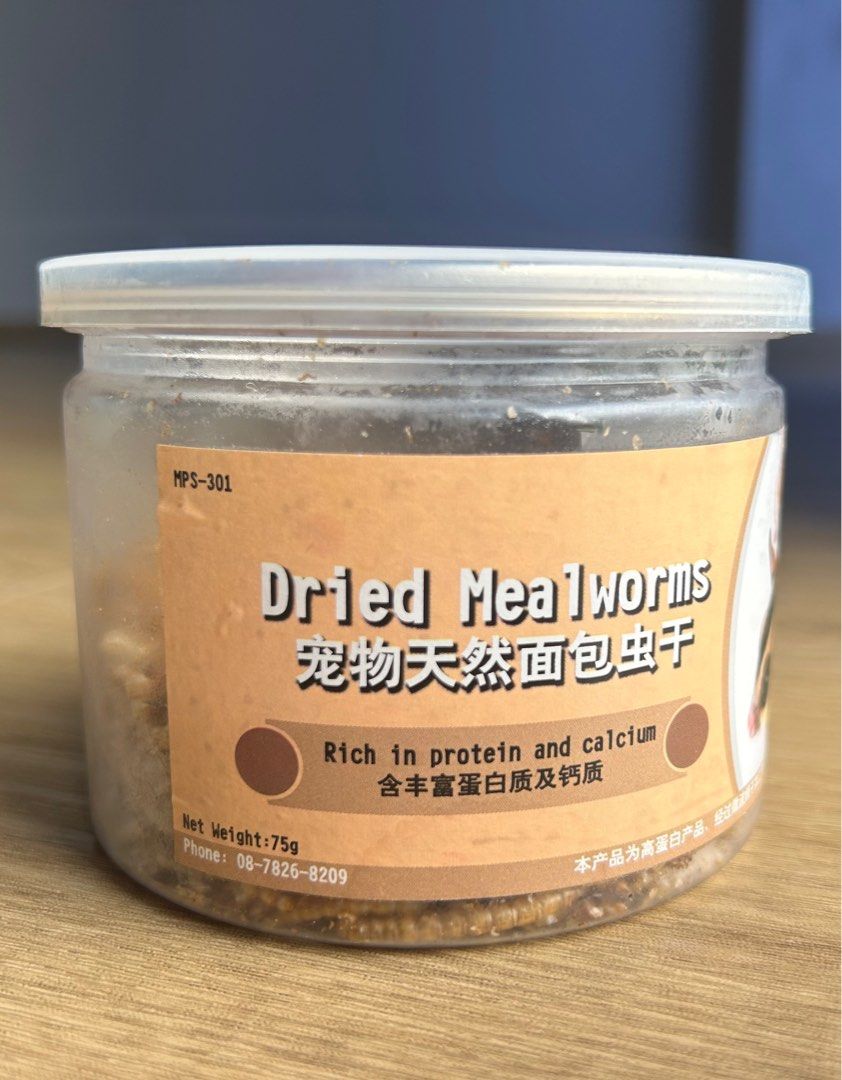 MPS-301
Dried Mealworms
宠物天然面包虫干
Rich in protein and calcium
含丰富蛋白质及钙质
Net Weight:75g
Phone: 08-7826-8209
本产品为高蛋白产品、经过